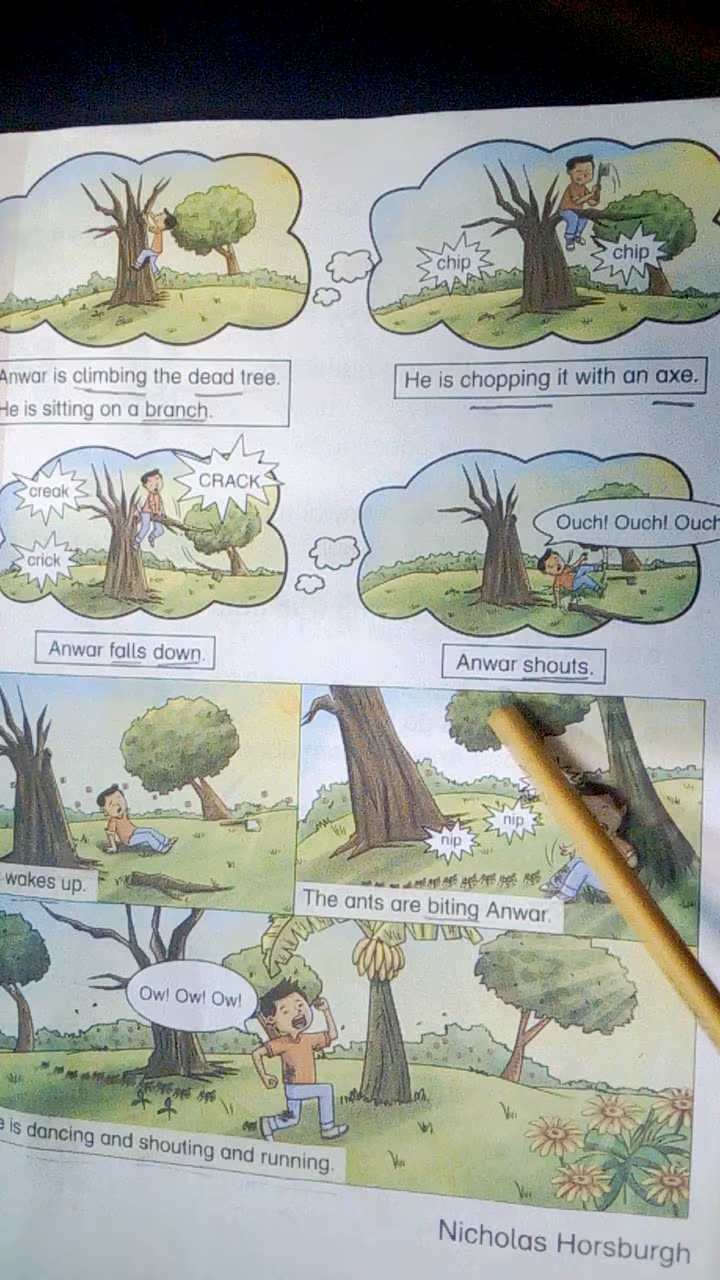 chip
chip
Anwar is climbing the dead tree.
He is sitting on a branch.
He is chopping it with an axe.
creak
CRACK
crick
Ouch! Ouch! Ouch
Anwar falls down.
Anwar shouts.
nip
nip
wakes up.
The ants are biting Anwar.
Ow! Ow! Ow!
is dancing and shouting and running.
Nicholas Horsburgh